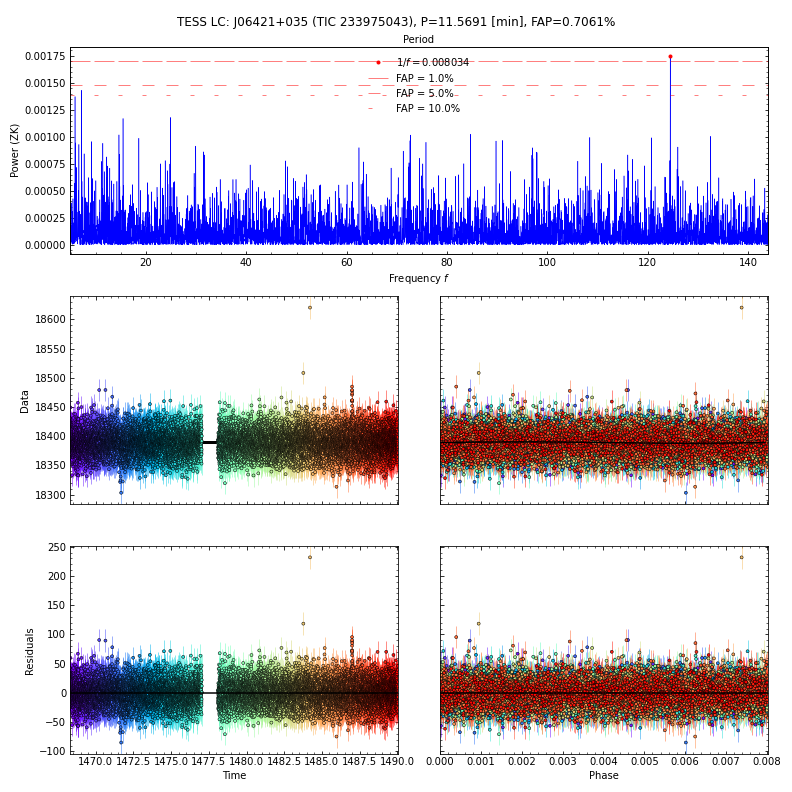 TESS LC: J06421+035 (TIC 233975043), P=11.5691 [min], FAP=0.7061%
Period
0.00175
0.00150
0.00125
0.00100
0.00075
0.00050
0.00025
0.00000
Power (ZK)
1/f = 0.008034
FAP = 1.0%
FAP = 5.0%
FAP = 10.0%
20 40 60 80 100 120 140
Frequency f
18600
18550
18500
18450
18400
18350
18300
Data
250
200
150
100
50
0
−50
−100
Residuals
1470.0 1472.5 1475.0 1477.5 1480.0 1482.5 1485.0 1487.5 1490.0
Time
0.000 0.001 0.002 0.003 0.004 0.005 0.006 0.007 0.008
Phase